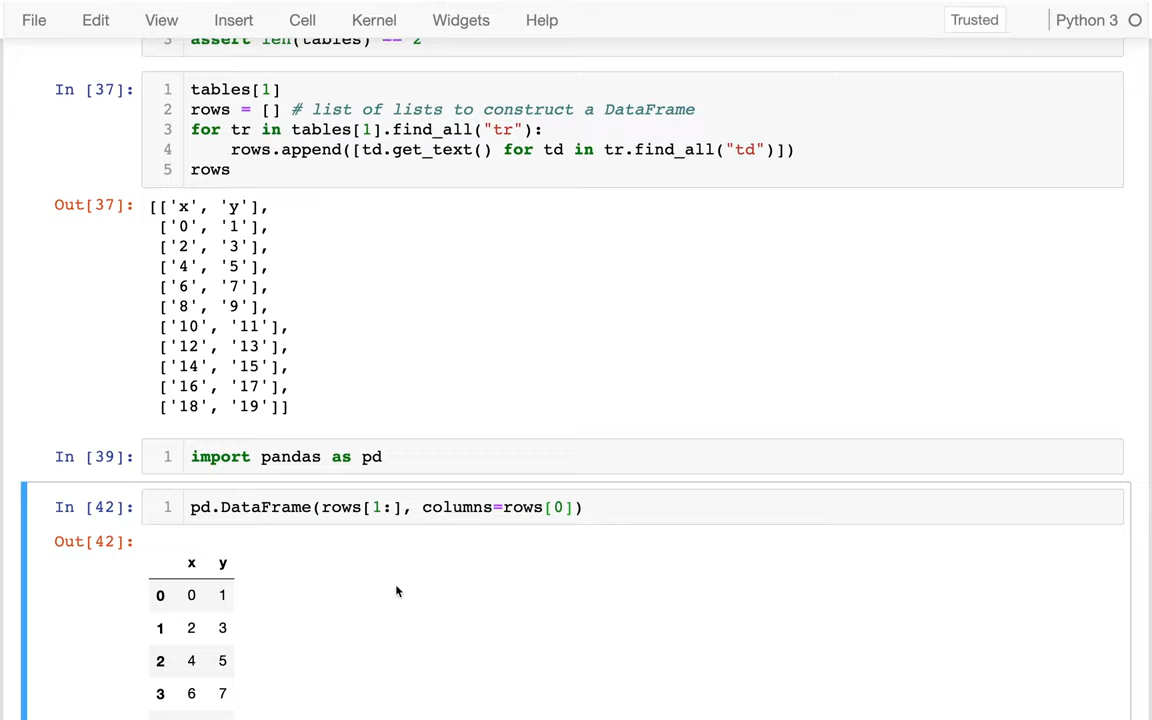 File Edit View Insert Cell Kernel Widgets Help Trusted Python 3
3 assert len(tables) == 2
In [37]: 1 tables[1]
2 rows = [] # list of lists to construct a DataFrame
3 for tr in tables[1].find_all("tr"):
4 rows.append([td.get_text() for td in tr.find_all("td")])
5 rows
Out[37]: [['x', 'y'],
['0', '1'],
['2', '3'],
['4', '5'],
['6', '7'],
['8', '9'],
['10', '11'],
['12', '13'],
['14', '15'],
['16', '17'],
['18', '19']]
In [39]: 1 import pandas as pd
In [42]: 1 pd.DataFrame(rows[1:], columns=rows[0])
Out[42]:
x y
0 0 1
1 2 3
2 4 5
3 6 7